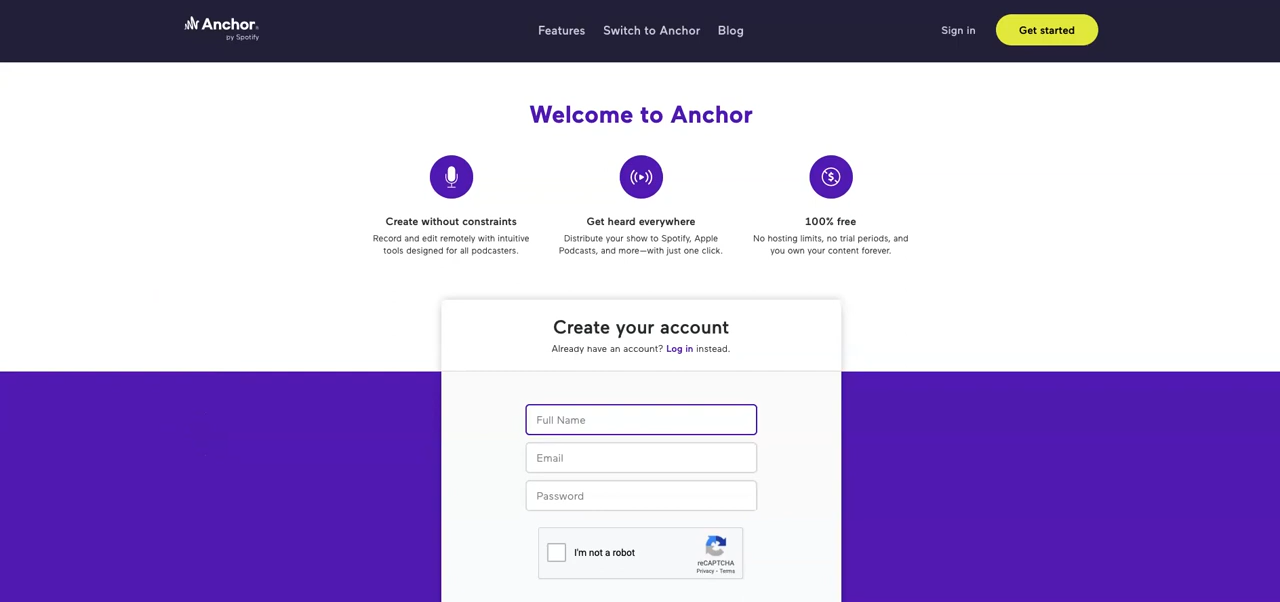 Anchor
by Spotify
Features Switch to Anchor Blog
Sign in Get started
Welcome to Anchor
Create without constraints
Record and edit remotely with intuitive
tools designed for all podcasters.
Get heard everywhere
Distribute your show to Spotify, Apple
Podcasts, and more—with just one click.
100% free
No hosting limits, no trial periods, and
you own your content forever.
Create your account
Already have an account? Log in instead.
Full Name
Email
Password
I'm not a robot
reCAPTCHA
Privacy - Terms